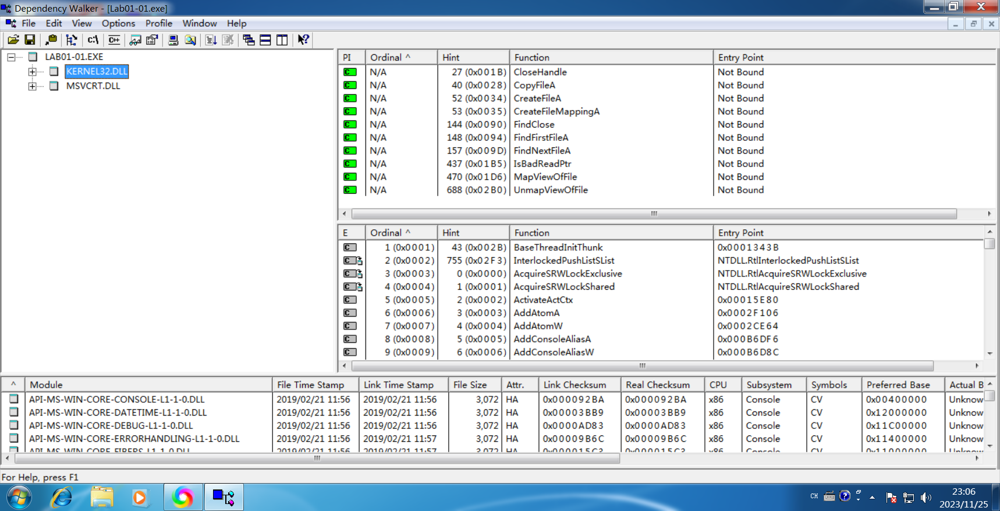 Dependency Walker - [Lab01-01.exe]
File Edit View Options Profile Window Help
c:\ C++
LAB01-01.EXE
KERNEL32.DLL
MSVCRT.DLL
PI Ordinal ^ Hint Function Entry Point
C N/A 27 (0x001B) CloseHandle Not Bound
C N/A 40 (0x0028) CopyFileA Not Bound
C N/A 52 (0x0034) CreateFileA Not Bound
C N/A 53 (0x0035) CreateFileMappingA Not Bound
C N/A 144 (0x0090) FindClose Not Bound
C N/A 148 (0x0094) FindFirstFileA Not Bound
C N/A 157 (0x009D) FindNextFileA Not Bound
C N/A 437 (0x01B5) IsBadReadPtr Not Bound
C N/A 470 (0x01D6) MapViewOfFile Not Bound
C N/A 688 (0x02B0) UnmapViewOfFile Not Bound
E Ordinal ^ Hint Function Entry Point
C 1 (0x0001) 43 (0x002B) BaseThreadInitThunk 0x0001343B
C 2 (0x0002) 755 (0x02F3) InterlockedPushListSList NTDLL.RtlInterlockedPushListSList
C 3 (0x0003) 0 (0x0000) AcquireSRWLockExclusive NTDLL.RtlAcquireSRWLockExclusive
C 4 (0x0004) 1 (0x0001) AcquireSRWLockShared NTDLL.RtlAcquireSRWLockShared
C 5 (0x0005) 2 (0x0002) ActivateActCtx 0x00015E80
C 6 (0x0006) 3 (0x0003) AddAtomA 0x0002F106
C 7 (0x0007) 4 (0x0004) AddAtomW 0x0002CE64
C 8 (0x0008) 5 (0x0005) AddConsoleAliasA 0x000B6DF6
C 9 (0x0009) 6 (0x0006) AddConsoleAliasW 0x000B6D8C
^ Module File Time Stamp Link Time Stamp File Size Attr. Link Checksum Real Checksum CPU Subsystem Symbols Preferred Base Actual B
API-MS-WIN-CORE-CONSOLE-L1-1-0.DLL 2019/02/21 11:56 2019/02/21 11:56 3,072 HA 0x000092BA 0x000092BA x86 Console CV 0x00400000 Unknow
API-MS-WIN-CORE-DATETIME-L1-1-0.DLL 2019/02/21 11:56 2019/02/21 11:56 3,072 HA 0x00003BB9 0x00003BB9 x86 Console CV 0x12000000 Unknow
API-MS-WIN-CORE-DEBUG-L1-1-0.DLL 2019/02/21 11:56 2019/02/21 11:56 3,072 HA 0x0000AD83 0x0000AD83 x86 Console CV 0x11C00000 Unknow
API-MS-WIN-CORE-ERRORHANDLING-L1-1-0.DLL 2019/02/21 11:56 2019/02/21 11:57 3,072 HA 0x00009B6C 0x00009B6C x86 Console CV 0x11400000 Unknow
API-MS-WIN-CORE-FIBERS-L1-1-0.DLL 2019/02/21 11:56 2019/02/21 11:57 3,072 HA 0x000015C3 0x000015C3 x86 Console CV 0x11000000 Unknow
For Help, press F1
CH
23:06
2023/11/25